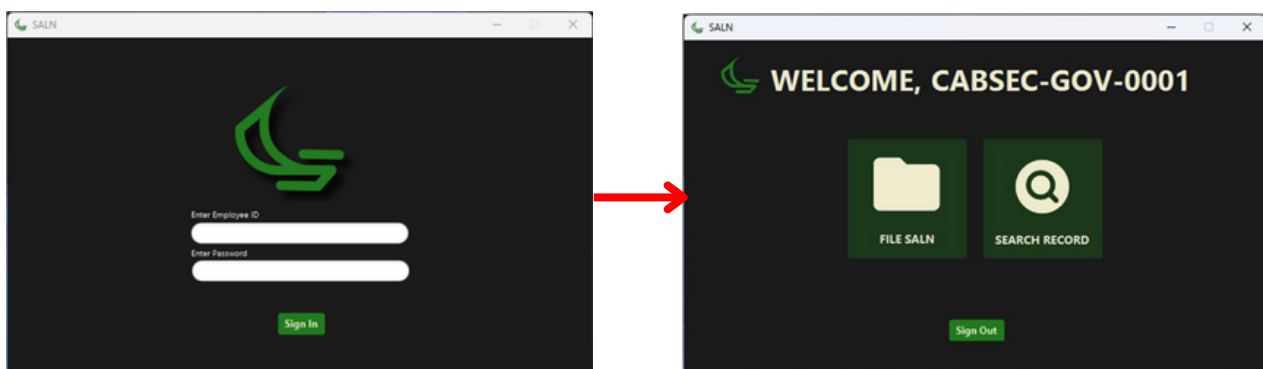 SALN
Enter Employee ID
Enter Password
Sign In
SALN
WELCOME, CABSEC-GOV-0001
FILE SALN
SEARCH RECORD
Sign Out